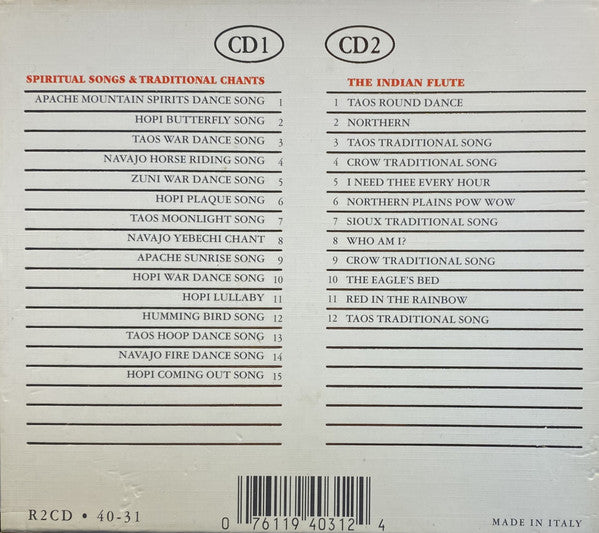 CD1
SPIRITUAL SONGS & TRADITIONAL CHANTS
APACHE MOUNTAIN SPIRITS DANCE SONG 1
HOPI BUTTERFLY SONG 2
TAOS WAR DANCE SONG 3
NAVAJO HORSE RIDING SONG 4
ZUNI WAR DANCE SONG 5
HOPI PLAQUE SONG 6
TAOS MOONLIGHT SONG 7
NAVAJO YEBECHI CHANT 8
APACHE SUNRISE SONG 9
HOPI WAR DANCE SONG 10
HOPI LULLABY 11
HUMMING BIRD SONG 12
TAOS HOOP DANCE SONG 13
NAVAJO FIRE DANCE SONG 14
HOPI COMING OUT SONG 15
CD2
THE INDIAN FLUTE
1 TAOS ROUND DANCE
2 NORTHERN
3 TAOS TRADITIONAL SONG
4 CROW TRADITIONAL SONG
5 I NEED THEE EVERY HOUR
6 NORTHERN PLAINS POW WOW
7 SIOUX TRADITIONAL SONG
8 WHO AM I?
9 CROW TRADITIONAL SONG
10 THE EAGLE'S BED
11 RED IN THE RAINBOW
12 TAOS TRADITIONAL SONG
R2CD • 40-31
0 76119 40312 4
MADE IN ITALY